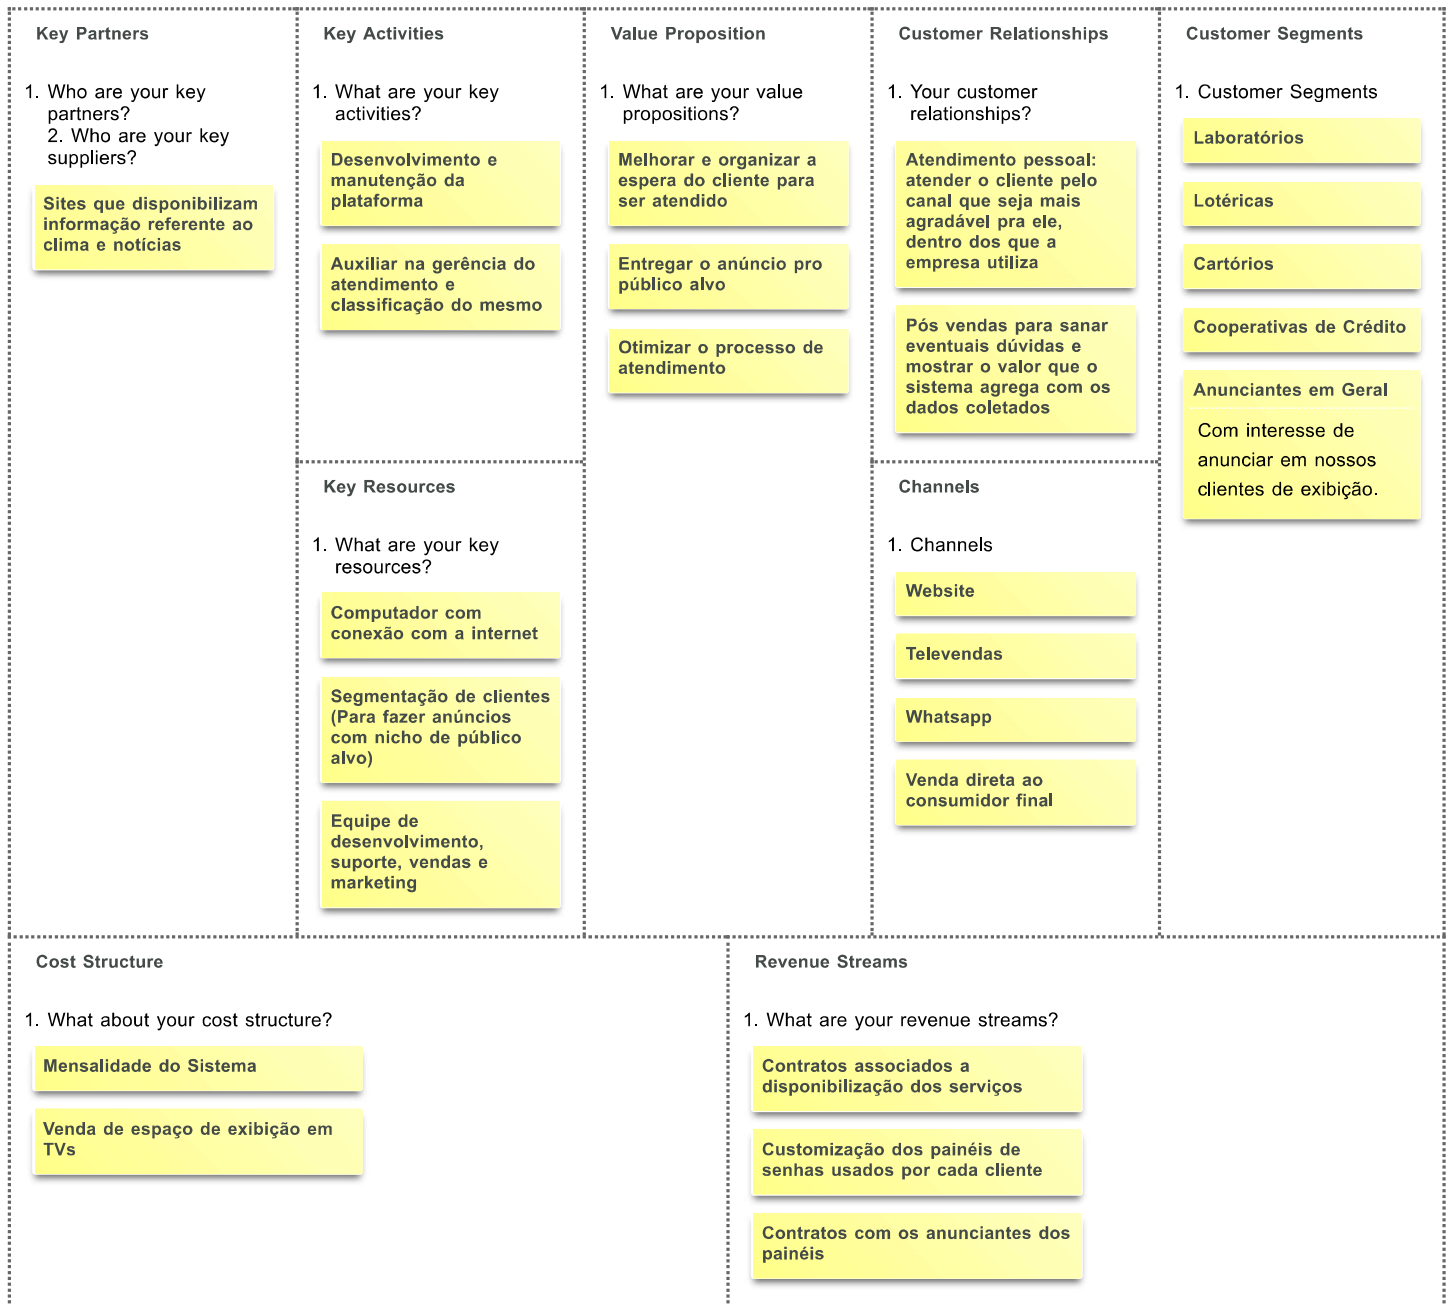 Key Partners
1. Who are your key
partners?
2. Who are your key
suppliers?
Sites que disponibilizam
informação referente ao
clima e notícias
Key Activities
1. What are your key
activities?
Desenvolvimento e
manutenção da
plataforma
Auxiliar na gerência do
atendimento e
classificação do mesmo
Key Resources
1. What are your key
resources?
Computador com
conexão com a internet
Segmentação de clientes
(Para fazer anúncios
com nicho de público
alvo)
Equipe de
desenvolvimento,
suporte, vendas e
marketing
Value Proposition
1. What are your value
propositions?
Melhorar e organizar a
espera do cliente para
ser atendido
Entregar o anúncio pro
público alvo
Otimizar o processo de
atendimento
Customer Relationships
1. Your customer
relationships?
Atendimento pessoal:
atender o cliente pelo
canal que seja mais
agradável pra ele,
dentro dos que a
empresa utiliza
Pós vendas para sanar
eventuais dúvidas e
mostrar o valor que o
sistema agrega com os
dados coletados
Channels
1. Channels
Website
Televendas
Whatsapp
Venda direta ao
consumidor final
Customer Segments
1. Customer Segments
Laboratórios
Lotéricas
Cartórios
Cooperativas de Crédito
Anunciantes em Geral
Com interesse de
anunciar em nossos
clientes de exibição.
Cost Structure
1. What about your cost structure?
Mensalidade do Sistema
Venda de espaço de exibição em
TVs
Revenue Streams
1. What are your revenue streams?
Contratos associados a
disponibilização dos serviços
Customização dos painéis de
senhas usados por cada cliente
Contratos com os anunciantes dos
painéis